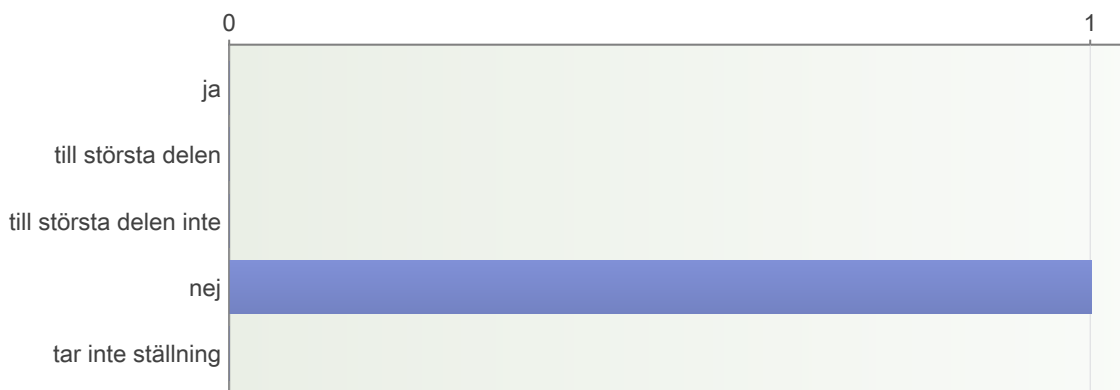 0 1
ja
till största delen
till största delen inte
nej
tar inte ställning